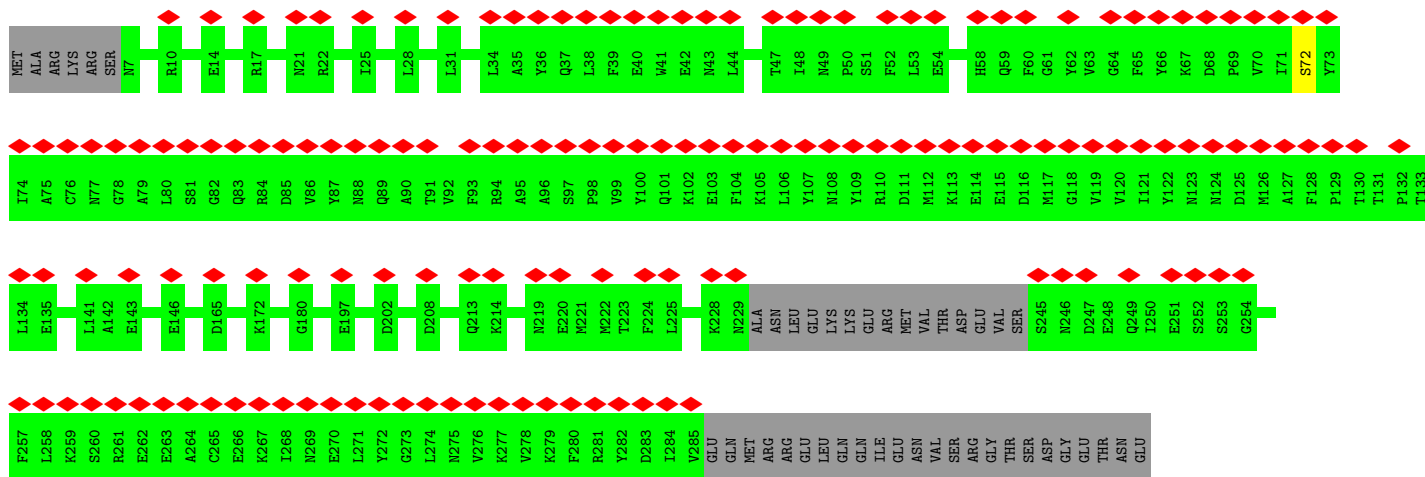 MET ALA ARG LYS ARG SER N7 R10 E14 R17 N21 R22 I25 L28 L31 L34 A35 Y36 Q37 L38 F39 E40 W41 E42 N43 L44 T47 I48 N49 P50 S51 F52 L53 E54 H58 Q59 F60 G61 Y62 V63 G64 F65 Y66 K67 D68 P69 V70 I71 S72 Y73
I74 A75 C76 N77 G78 A79 L80 S81 G82 Q83 R84 D85 V86 Y87 N88 Q89 A90 T91 V92 F93 R94 A95 A96 S97 P98 V99 Y100 Q101 K102 E103 F104 K105 L106 Y107 N108 Y109 R110 D111 M112 K113 E114 E115 D116 M117 G118 V119 V120 I121 Y122 N123 N124 D125 M126 A127 F128 P129 T130 T131 P132 T133
L134 E135 L141 A142 E143 E146 D165 K172 G180 E197 D202 D208 Q213 K214 N219 E220 M221 M222 T223 F224 L225 K228 N229 ALA ASN LEU GLU LYS LYS GLU ARG MET VAL THR ASP GLU VAL SER S245 N246 D247 E248 Q249 I250 E251 S252 S253 G254
F257 L258 K259 S260 R261 E262 E263 A264 C265 E266 K267 I268 N269 E270 L271 Y272 G273 L274 N275 V276 K277 V278 K279 F280 R281 Y282 D283 I284 V285 GLU GLN MET ARG ARG GLU LEU GLN GLN ILE GLU ASN VAL SER ARG GLY THR SER ASP GLY GLU THR ASN GLU